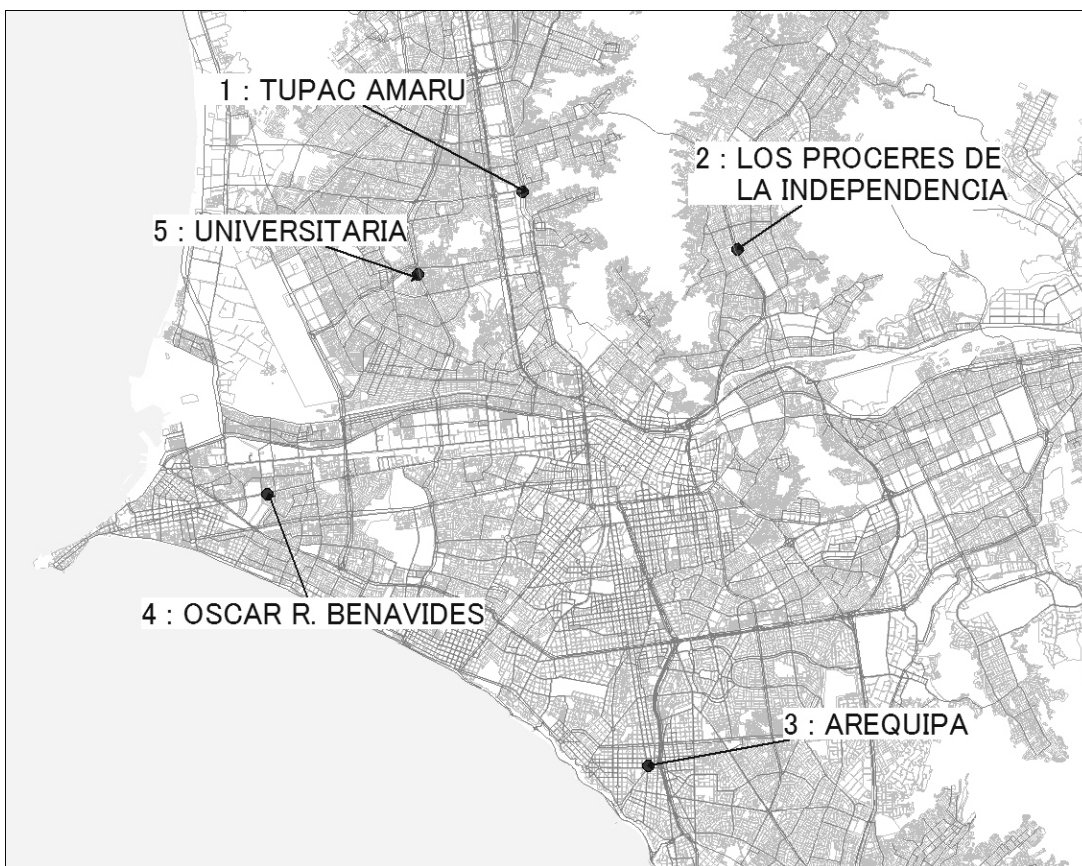 1 : TUPAC AMARU
2 : LOS PROCERES DE
LA INDEPENDENCIA
5 : UNIVERSITARIA
4 : OSCAR R. BENAVIDES
3 : AREQUIPA